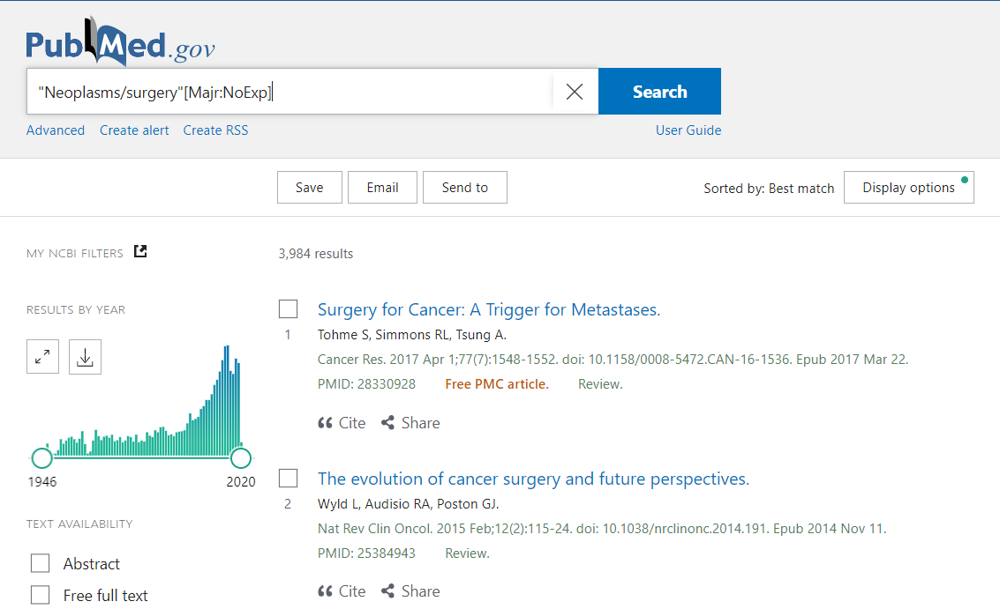 PubMed.gov
"Neoplasms/surgery"[Majr:NoExp]
Search
Advanced Create alert Create RSS
User Guide
Save Email Send to
Sorted by: Best match Display options
MY NCBI FILTERS
3,984 results
RESULTS BY YEAR
1946 2020
TEXT AVAILABILITY
Abstract
Free full text
1
Surgery for Cancer: A Trigger for Metastases.
Tohme S, Simmons RL, Tsung A.
Cancer Res. 2017 Apr 1;77(7):1548-1552. doi: 10.1158/0008-5472.CAN-16-1536. Epub 2017 Mar 22.
PMID: 28330928 Free PMC article. Review.
Cite Share
2
The evolution of cancer surgery and future perspectives.
Wyld L, Audisio RA, Poston GJ.
Nat Rev Clin Oncol. 2015 Feb;12(2):115-24. doi: 10.1038/nrclinonc.2014.191. Epub 2014 Nov 11.
PMID: 25384943 Review.
Cite Share